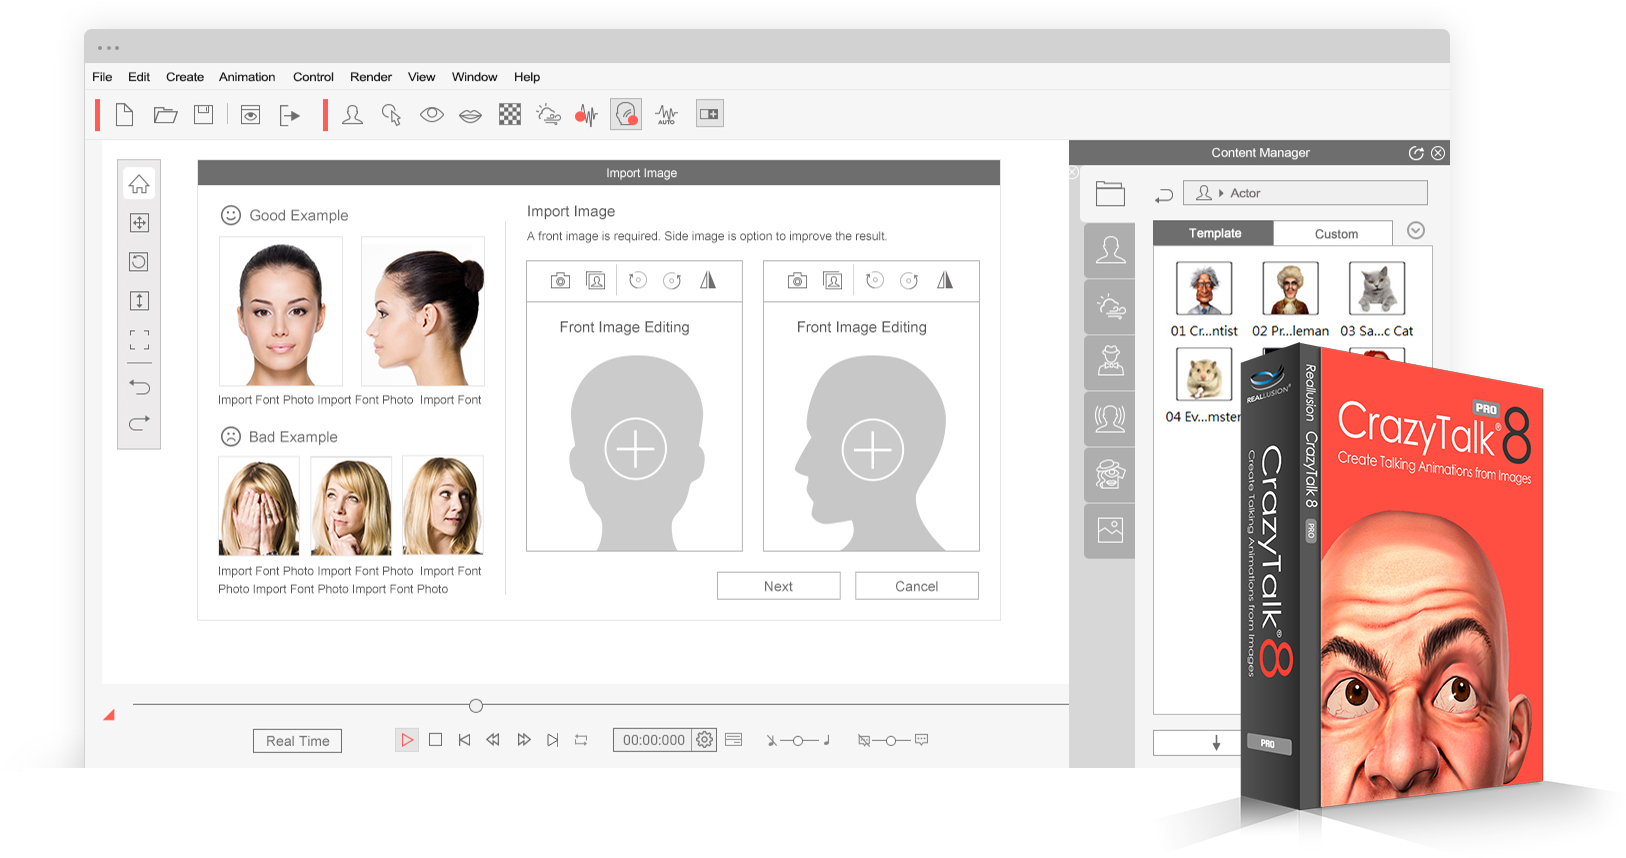 File Edit Create Animation Control Render View Window Help
AUTO
Content Manager
Import Image
Actor
Template Custom
Good Example
Import Image
A front image is required. Side image is option to improve the result.
Front Image Editing
Front Image Editing
Import Font Photo Import Font Photo Import Font
Bad Example
Import Font Photo Import Font Photo Import Font
Photo Import Font Photo Import Font Photo
Next Cancel
01 Cr...ntist 02 Pr...leman 03 Sa...c Cat
04 Ev...mster
Real Time
00:00:000
REALLUSION®
CrazyTalk®8
Create Talking Animations from Images
PRO
Reallusion CrazyTalk 8 PRO
PRO
CrazyTalk®8
Create Talking Animations from Images